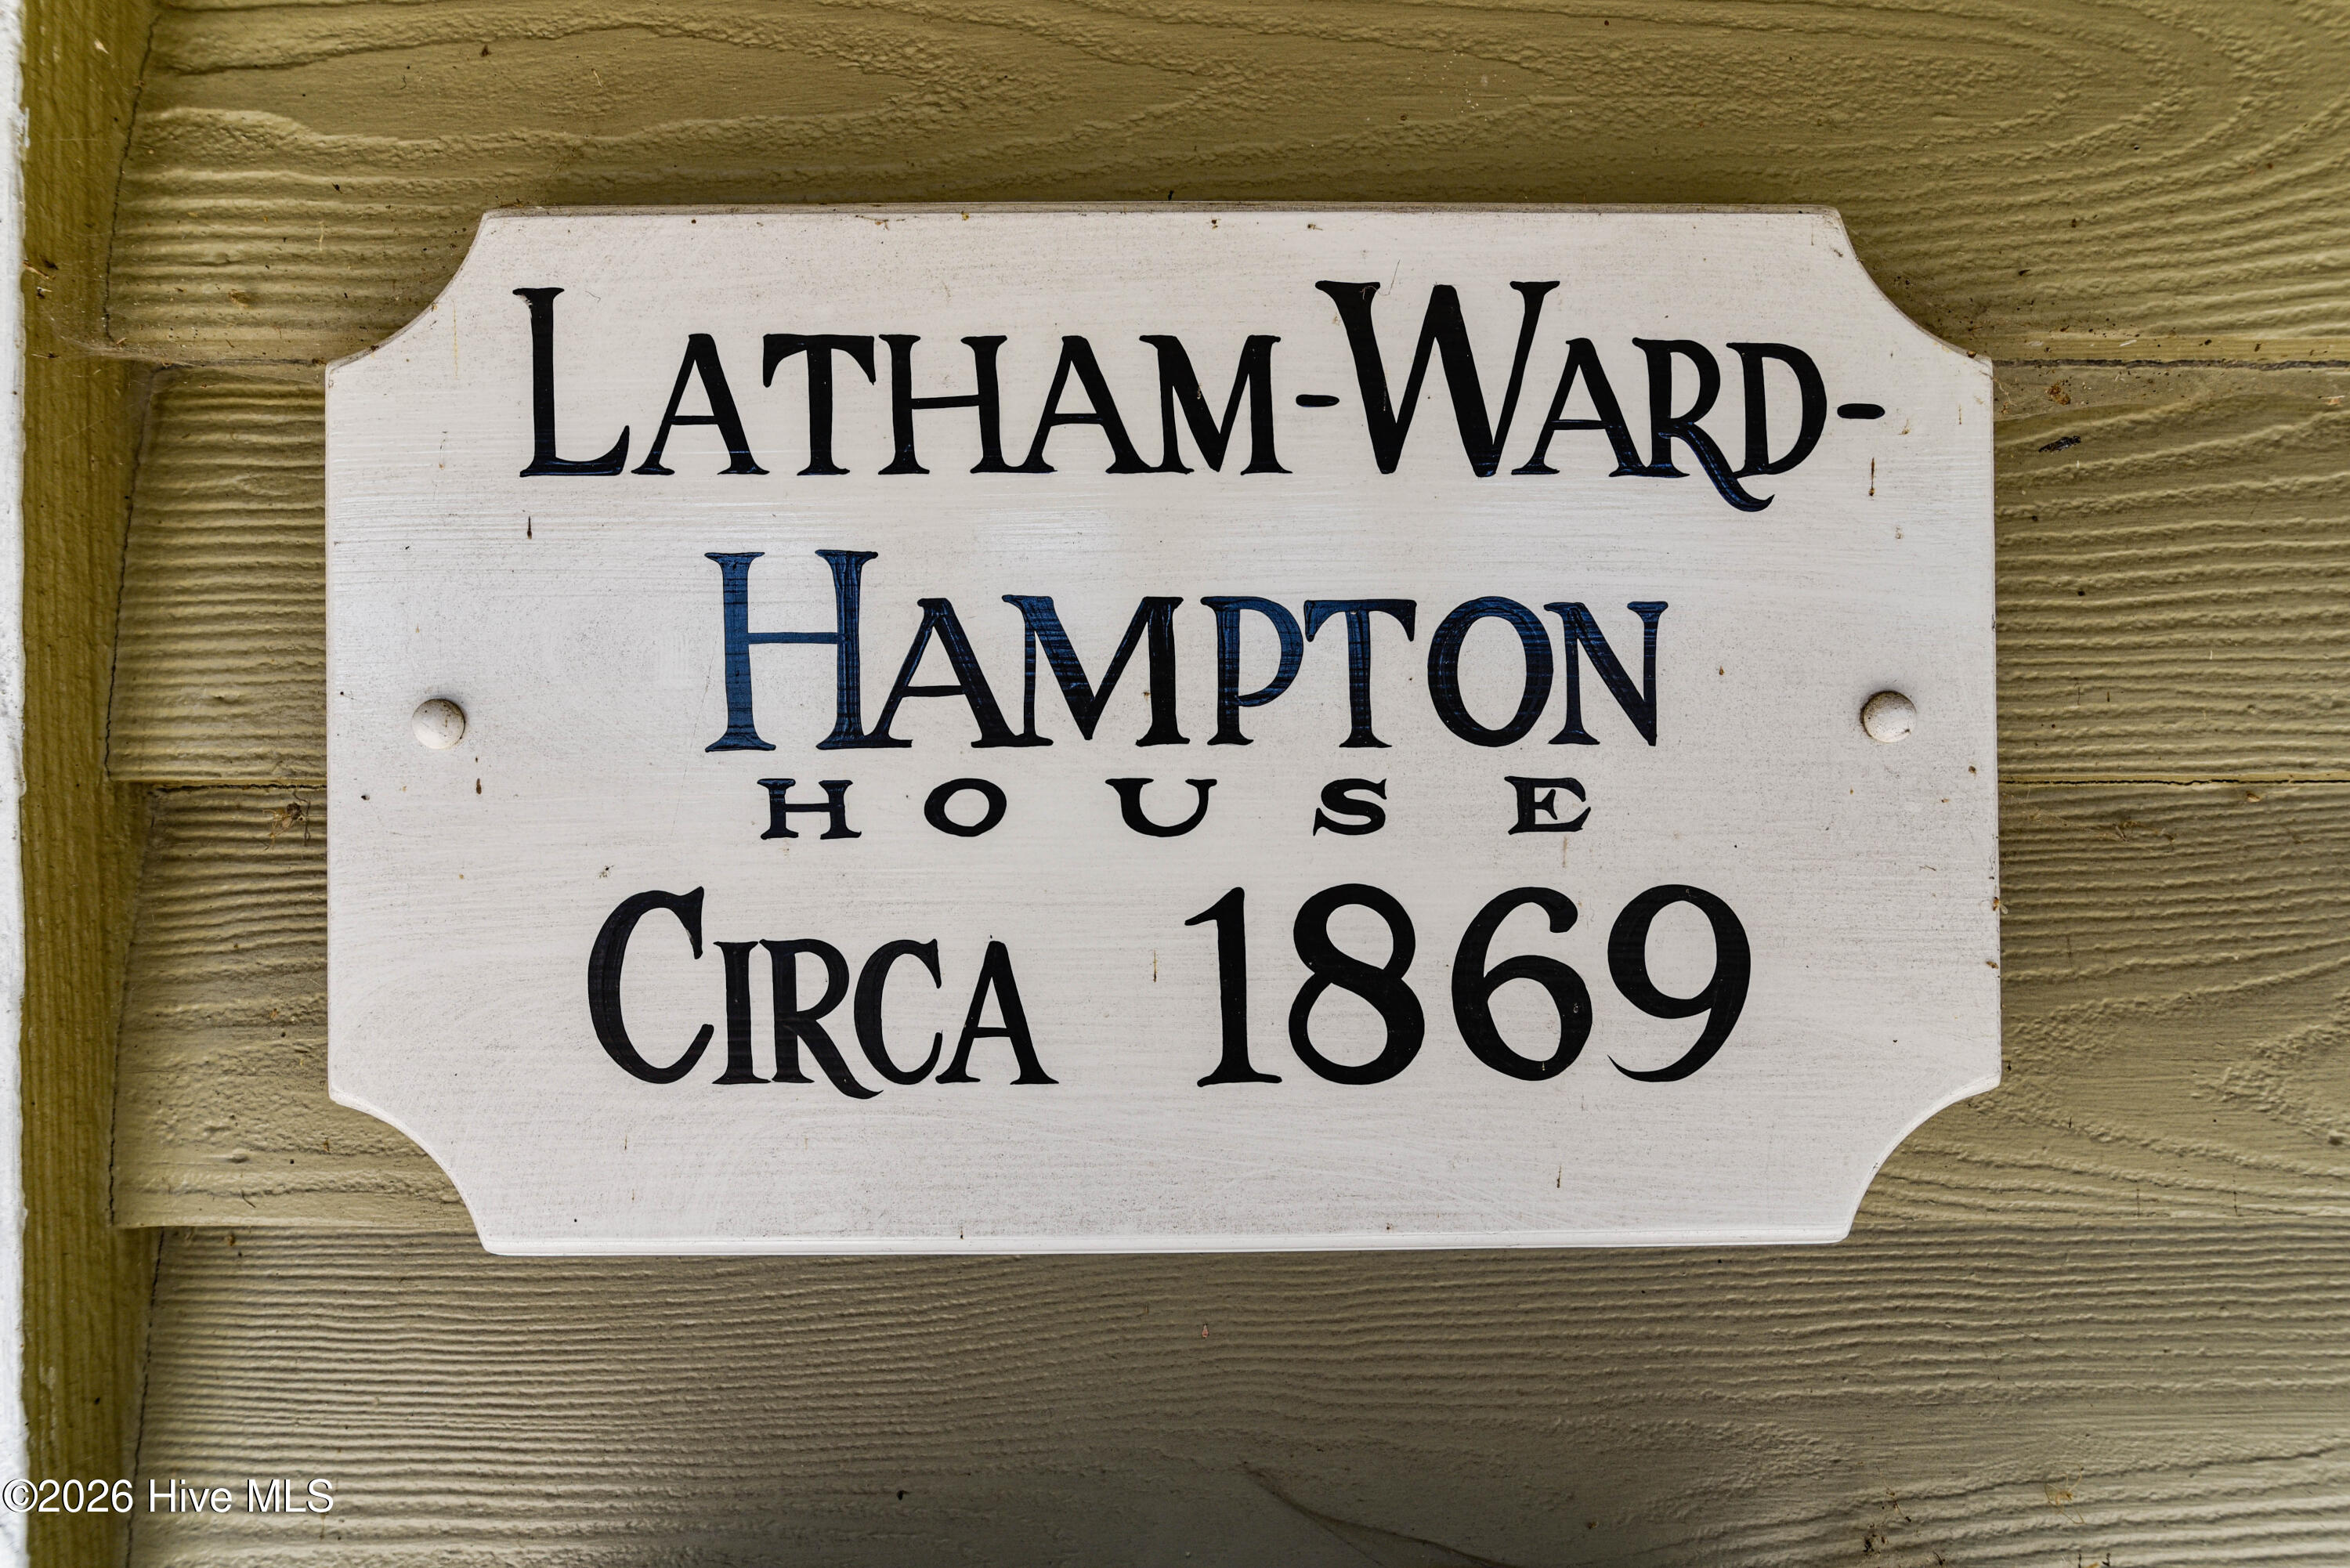 LATHAM-WARD-
HAMPTON
HOUSE
CIRCA 1869
©2026 Hive MLS